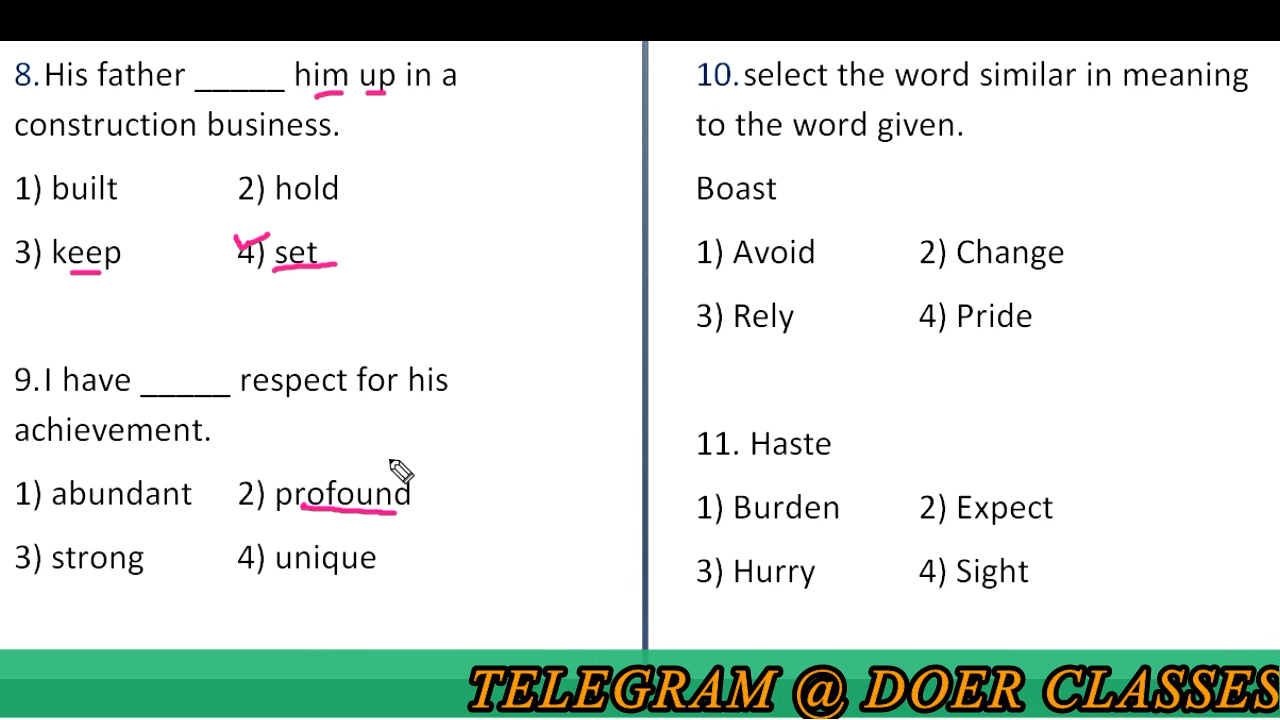 8.His father _____ him up in a
construction business.
1) built 2) hold
3) keep 4) set
9.I have _____ respect for his
achievement.
1) abundant 2) profound
3) strong 4) unique
10.select the word similar in meaning
to the word given.
Boast
1) Avoid 2) Change
3) Rely 4) Pride
11. Haste
1) Burden 2) Expect
3) Hurry 4) Sight
TELEGRAM @ DOER CLASSES